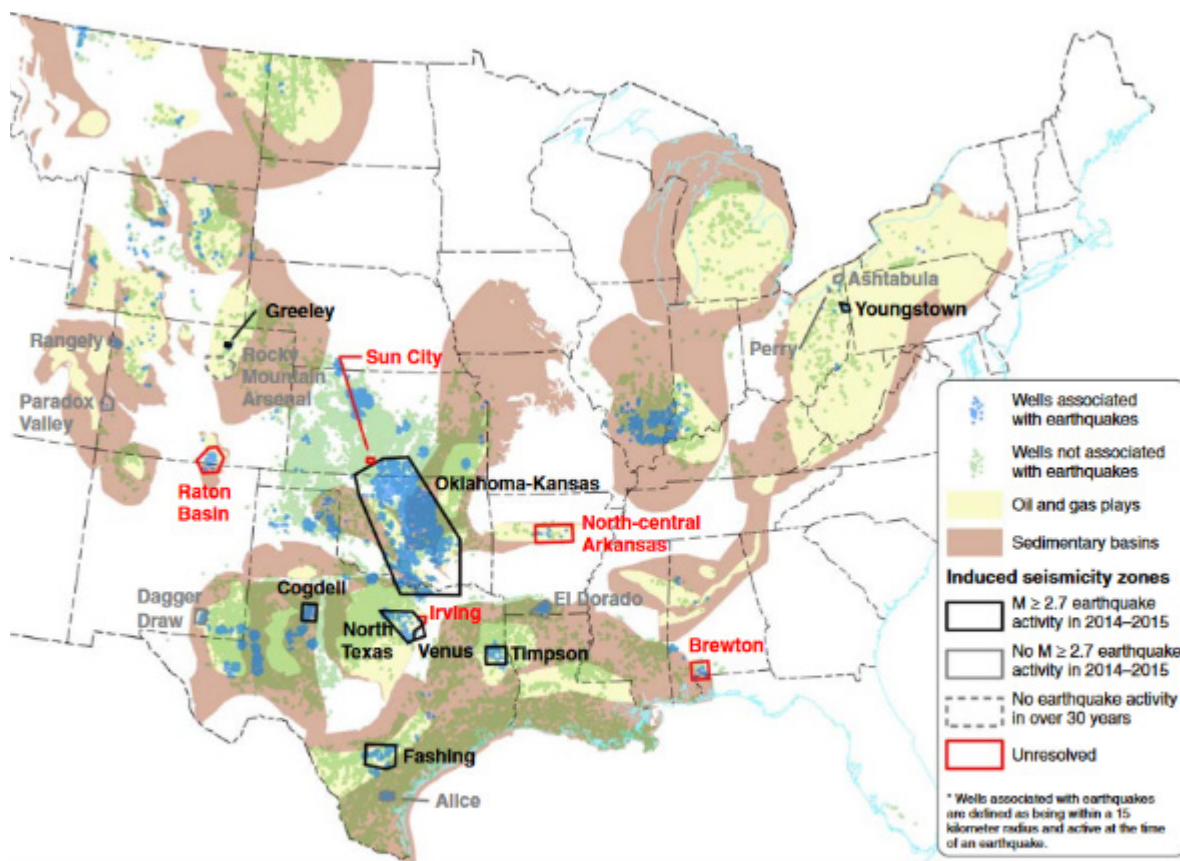 Greeley
Rangely
Rocky
Mountain
Arsenal
Sun City
Paradox
Valley
Ashtabula
Youngstown
Perry
Raton
Basin
Oklahoma-Kansas
North-central
Arkansas
Dagger
Draw
Cogdell
Irving
El Dorado
North
Texas
Venus
Timpson
Brewton
Fashing
Alice
Wells associated
with earthquakes
Wells not associated
with earthquakes
Oil and gas plays
Sedimentary basins
Induced seismicity zones
M ≥ 2.7 earthquake
activity in 2014–2015
No M ≥ 2.7 earthquake
activity in 2014–2015
No earthquake activity
in over 30 years
Unresolved
* Wells associated with earthquakes
are defined as being within a 15
kilometer radius and active at the time
of an earthquake.